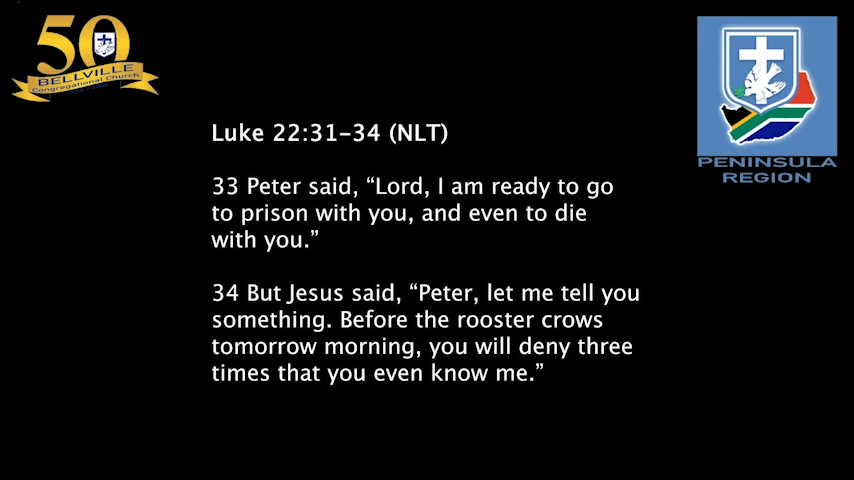 50
BELLVILLE
Congregational Church
PENINSULA
REGION
Luke 22:31–34 (NLT)
33 Peter said, “Lord, I am ready to go
to prison with you, and even to die
with you.”
34 But Jesus said, “Peter, let me tell you
something. Before the rooster crows
tomorrow morning, you will deny three
times that you even know me.”